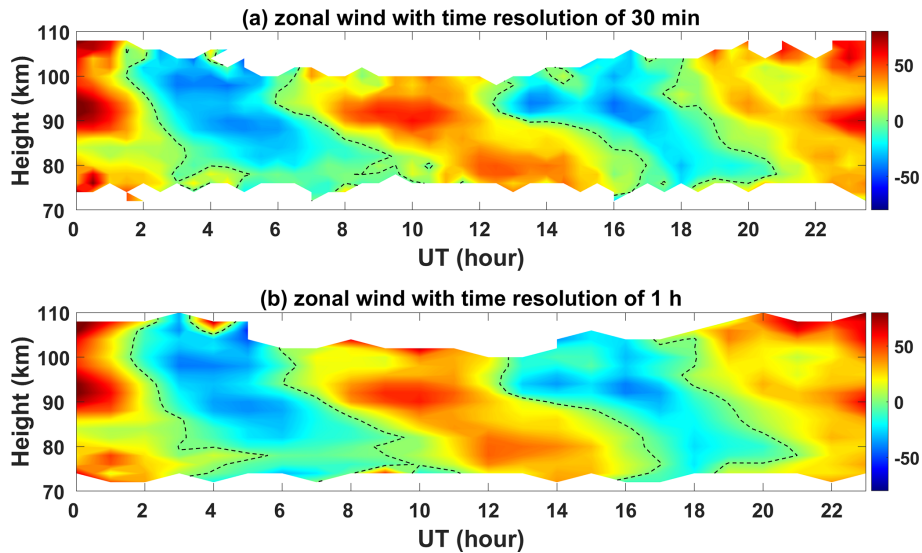 (a) zonal wind with time resolution of 30 min
110
100
90
80
70
Height (km)
0 2 4 6 8 10 12 14 16 18 20 22
UT (hour)
50
0
-50
(b) zonal wind with time resolution of 1 h
110
100
90
80
70
Height (km)
0 2 4 6 8 10 12 14 16 18 20 22
UT (hour)
50
0
-50